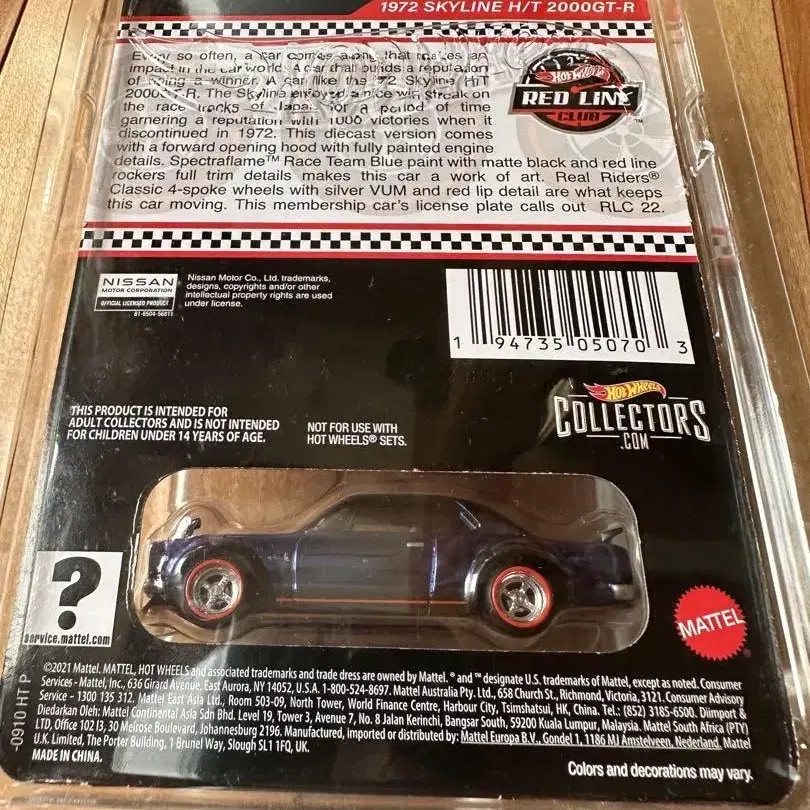 1972 SKYLINE H/T 2000GT-R
Every so often, a car comes along that makes an
impact in the car world. A car that builds a reputation
of being a winner. A car like the '72 Skyline H/T
2000GT-R. The Skyline enjoyed a nice win streak on
the race tracks of Japan for a period of time
garnering a reputation with 1000 victories when it
discontinued in 1972. This diecast version comes
with a forward opening hood with fully painted engine
details. Spectraflame™ Race Team Blue paint with matte black and red line
rockers full trim details makes this car a work of art. Real Riders®
Classic 4-spoke wheels with silver VUM and red lip detail are what keeps
this car moving. This membership car's license plate calls out RLC 22.
Hot Wheels
RED LINE
CLUB™
NISSAN
MOTOR CORPORATION
OFFICIAL LICENSED PRODUCT
81-8504-56811
Nissan Motor Co., Ltd. trademarks,
designs, copyrights and/or other
intellectual property rights are used
under license.
1 94735 05070 3
THIS PRODUCT IS INTENDED FOR
ADULT COLLECTORS AND IS NOT INTENDED
FOR CHILDREN UNDER 14 YEARS OF AGE.
NOT FOR USE WITH
HOT WHEELS® SETS.
Hot Wheels
COLLECTORS
.COM
?
service.mattel.com
MATTEL
©2021 Mattel. MATTEL, HOT WHEELS and associated trademarks and trade dress are owned by Mattel. ® and ™ designate U.S. trademarks of Mattel, except as noted. Consumer
Services - Mattel, Inc., 636 Girard Avenue, East Aurora, NY 14052, U.S.A. 1-800-524-8697. Mattel Australia Pty. Ltd., 658 Church St., Richmond, Victoria, 3121. Consumer Advisory
Service - 1300 135 312. Mattel East Asia Ltd., Room 503-09, North Tower, World Finance Centre, Harbour City, Tsimshatsui, HK, China. Tel.: (852) 3185-6500. Diimport &
Diedarkan Oleh: Mattel Continental Asia Sdn Bhd. Level 19, Tower 3, Avenue 7, No. 8 Jalan Kerinchi, Bangsar South, 59200 Kuala Lumpur, Malaysia. Mattel South Africa (PTY)
LTD, Office 102 I3, 30 Melrose Boulevard, Johannesburg 2196. Manufactured, imported or distributed by: Mattel Europa B.V., Gondel 1, 1186 MJ Amstelveen, Nederland. Mattel
U.K. Limited, The Porter Building, 1 Brunel Way, Slough SL1 1FQ, UK.
MADE IN CHINA.
Colors and decorations may vary.
-0910 HT P